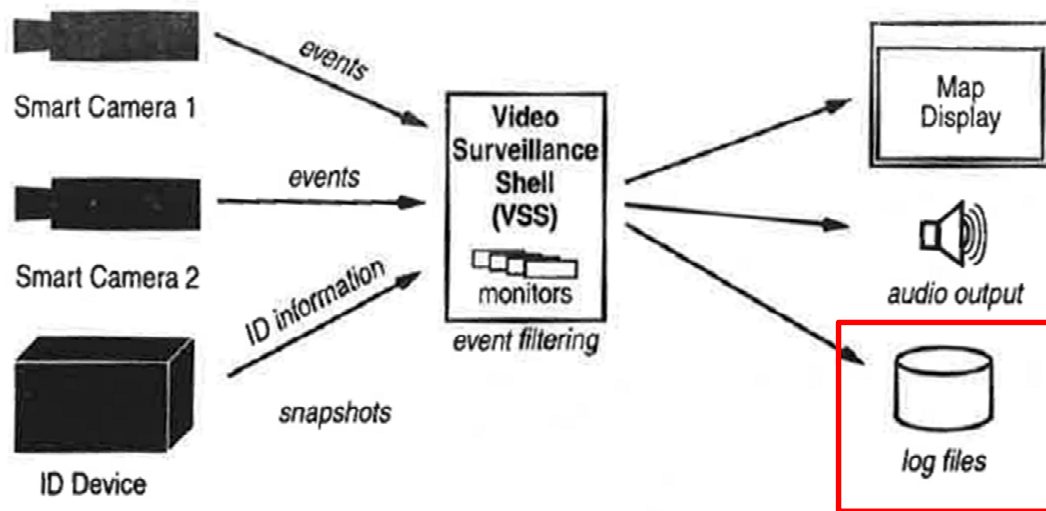 events
Smart Camera 1
Video
Surveillance
Shell
(VSS)
monitors
event filtering
events
Smart Camera 2
ID information
snapshots
ID Device
Map
Display
audio output
log files